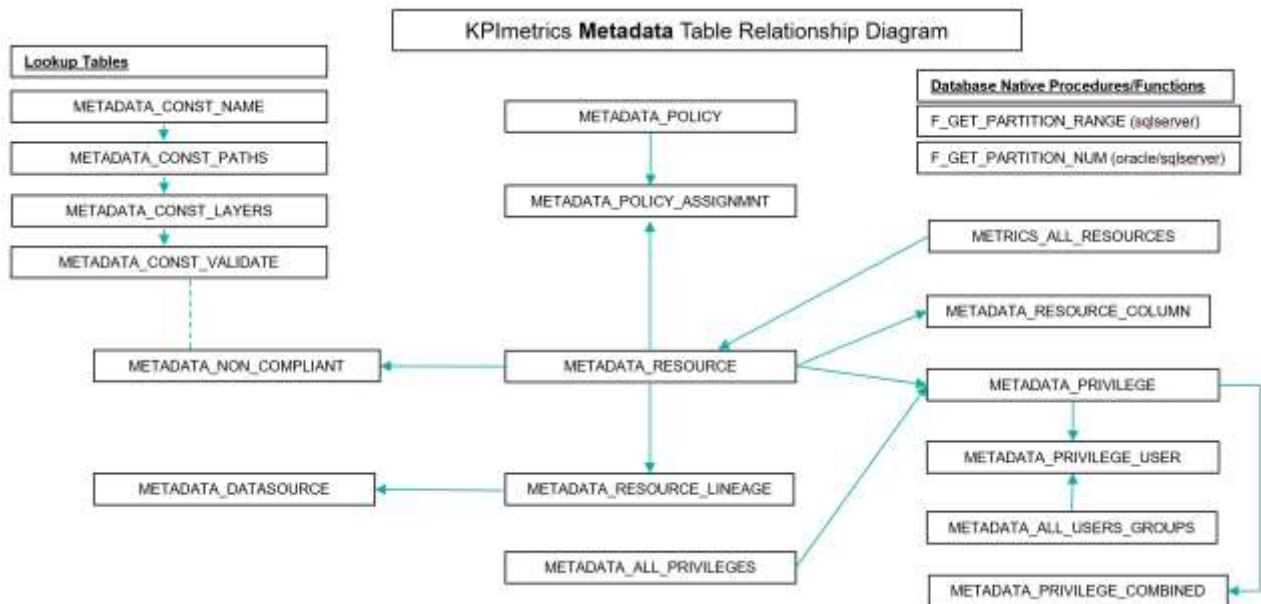 KPImetrics Metadata Table Relationship Diagram
Lookup Tables
METADATA_CONST_NAME
METADATA_CONST_PATHS
METADATA_CONST_LAYERS
METADATA_CONST_VALIDATE
METADATA_NON_COMPLIANT
METADATA_DATASOURCE
METADATA_POLICY
METADATA_POLICY_ASSIGNMNT
METADATA_RESOURCE
METADATA_RESOURCE_LINEAGE
METADATA_ALL_PRIVILEGES
Database Native Procedures/Functions
F_GET_PARTITION_RANGE (sqlserver)
F_GET_PARTITION_NUM (oracle/sqlserver)
METRICS_ALL_RESOURCES
METADATA_RESOURCE_COLUMN
METADATA_PRIVILEGE
METADATA_PRIVILEGE_USER
METADATA_ALL_USERS_GROUPS
METADATA_PRIVILEGE_COMBINED